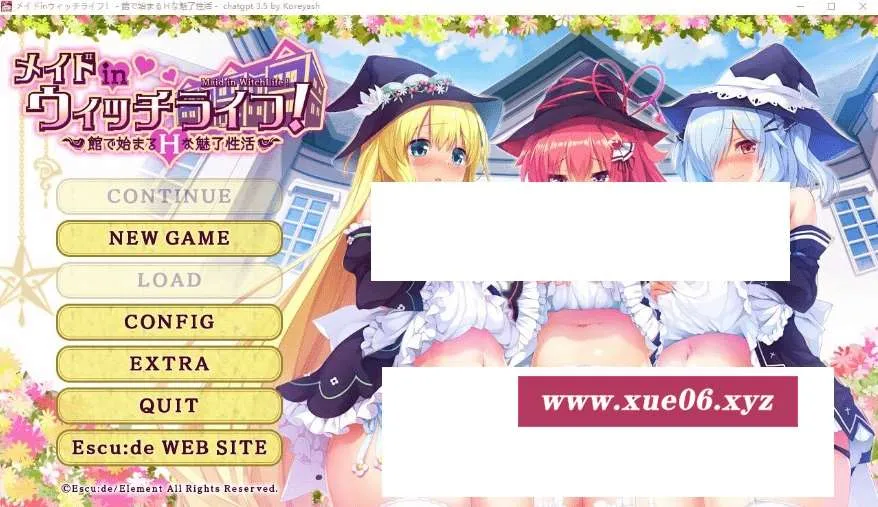 メイドinウィッチライフ! -館で始まるHな魅了性活- chatgpt 3.5 by Koreyash
メイドin
Maid in WitchLife!
ウィッチライフ!
~館で始まるHな魅了性活~
CONTINUE
NEW GAME
LOAD
CONFIG
EXTRA
QUIT
Escu:de WEB SITE
©Escu:de/Element All Rights Reserved.
www.xue06.xyz